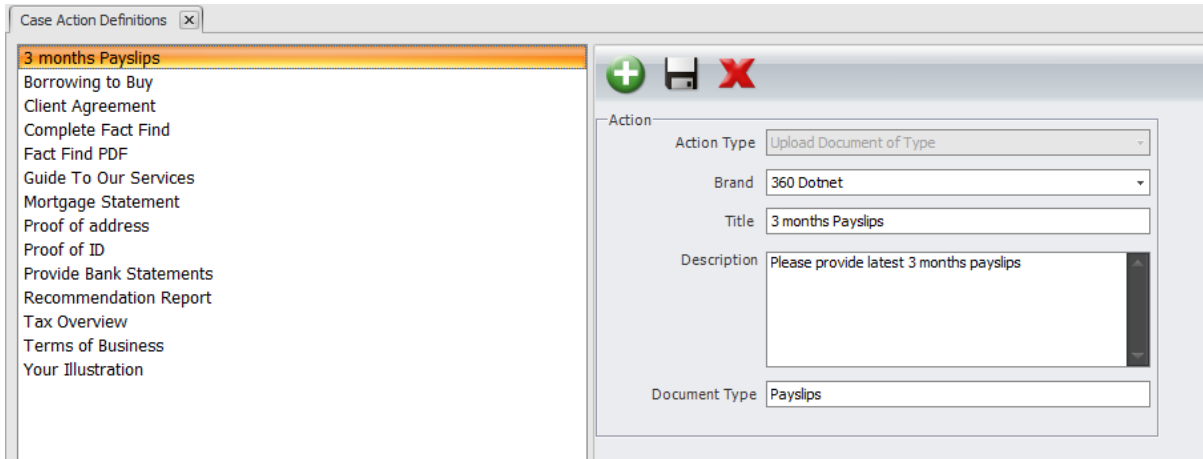 Case Action Definitions
3 months Payslips
Borrowing to Buy
Client Agreement
Complete Fact Find
Fact Find PDF
Guide To Our Services
Mortgage Statement
Proof of address
Proof of ID
Provide Bank Statements
Recommendation Report
Tax Overview
Terms of Business
Your Illustration
Action
Action Type Upload Document of Type
Brand 360 Dotnet
Title 3 months Payslips
Description Please provide latest 3 months payslips
Document Type Payslips